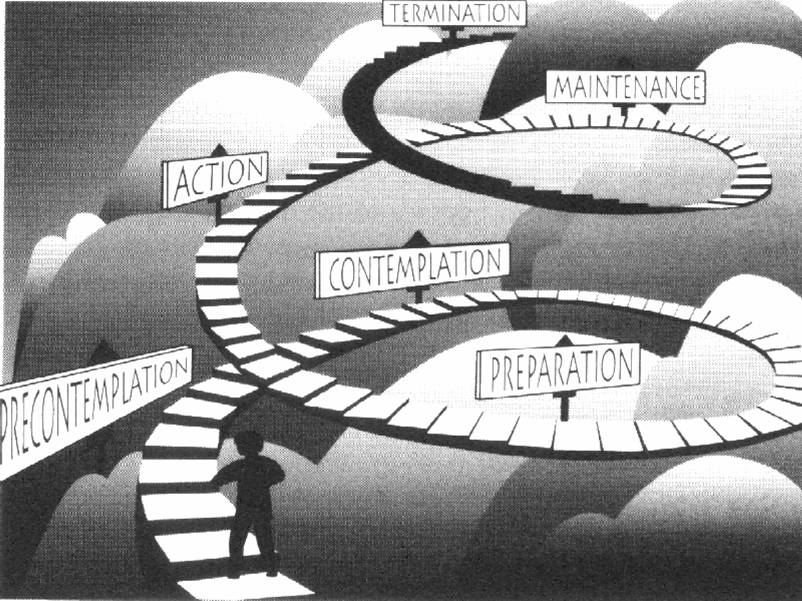 TERMINATION
MAINTENANCE
ACTION
CONTEMPLATION
PREPARATION
PRECONTEMPLATION